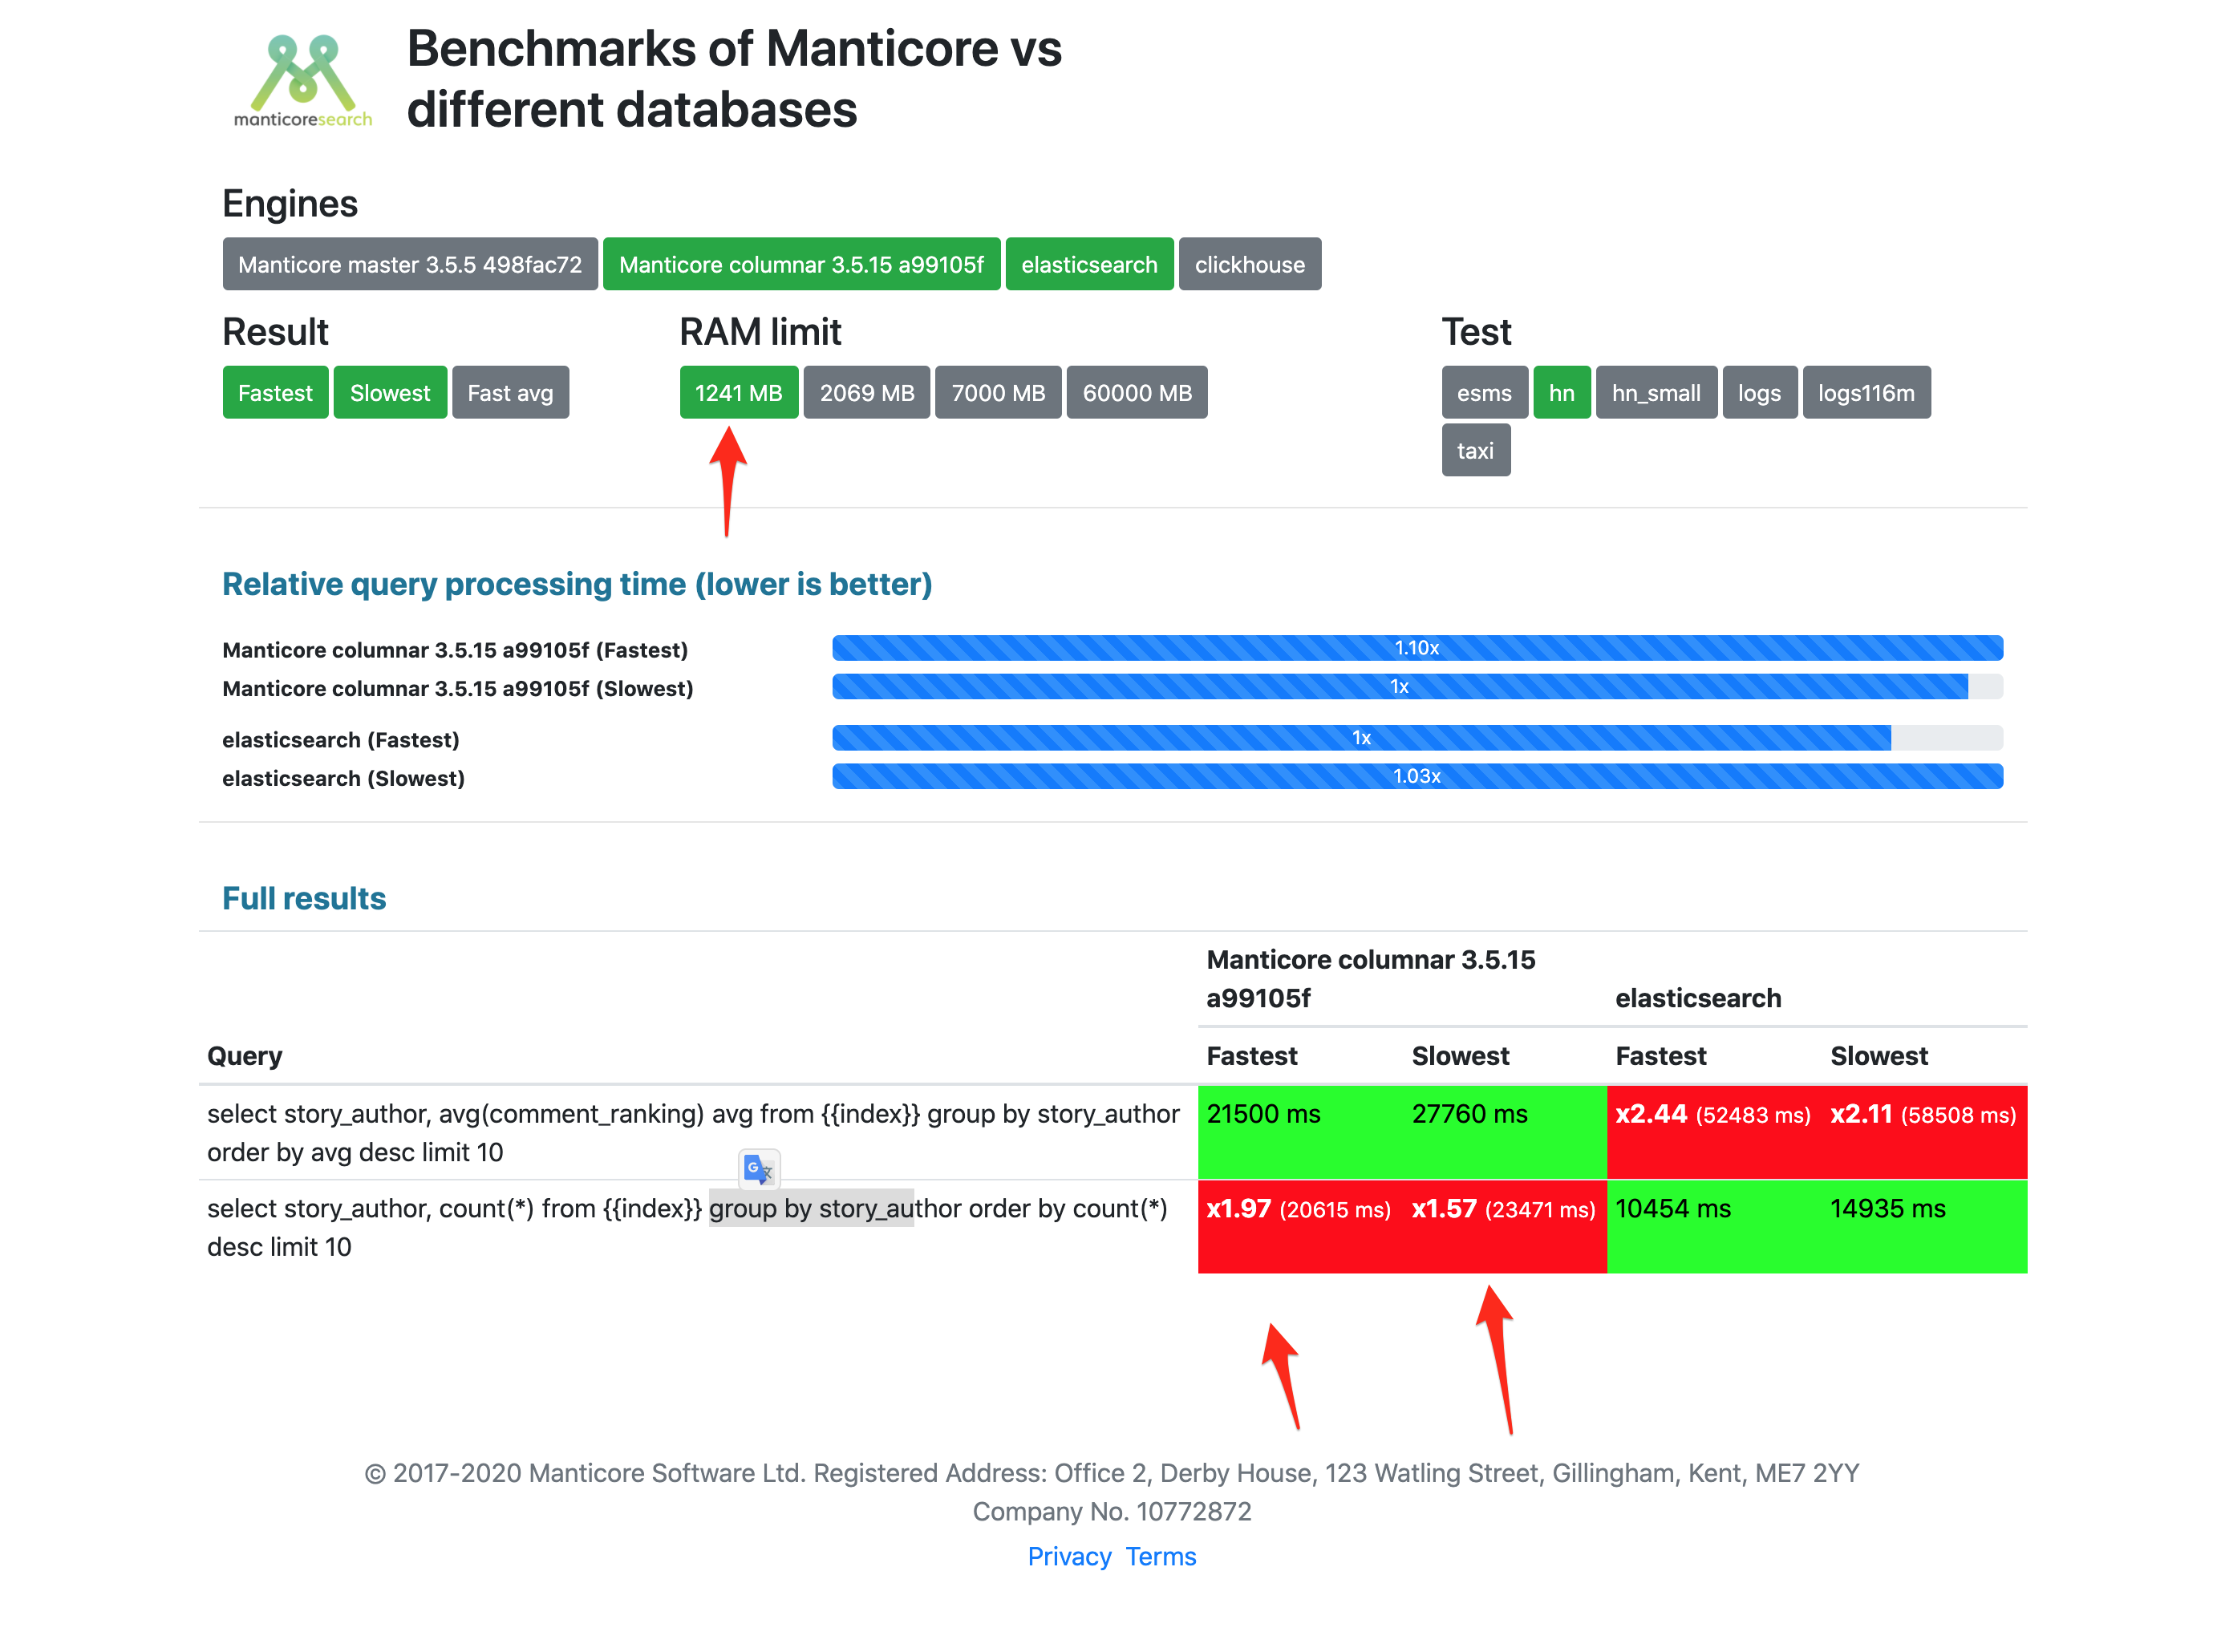 manticoresearch
Benchmarks of Manticore vs
different databases
Engines
Manticore master 3.5.5 498fac72 Manticore columnar 3.5.15 a99105f elasticsearch clickhouse
Result RAM limit Test
Fastest Slowest Fast avg 1241 MB 2069 MB 7000 MB 60000 MB esms hn hn_small logs logs116m
taxi
Relative query processing time (lower is better)
Manticore columnar 3.5.15 a99105f (Fastest) 1.10x
Manticore columnar 3.5.15 a99105f (Slowest) 1x
elasticsearch (Fastest) 1x
elasticsearch (Slowest) 1.03x
Full results
Manticore columnar 3.5.15
a99105f elasticsearch
Query Fastest Slowest Fastest Slowest
select story_author, avg(comment_ranking) avg from {{index}} group by story_author 21500 ms 27760 ms x2.44 (52483 ms) x2.11 (58508 ms)
order by avg desc limit 10
G 文
select story_author, count(*) from {{index}} group by story_author order by count(*) x1.97 (20615 ms) x1.57 (23471 ms) 10454 ms 14935 ms
desc limit 10
© 2017-2020 Manticore Software Ltd. Registered Address: Office 2, Derby House, 123 Watling Street, Gillingham, Kent, ME7 2YY
Company No. 10772872
Privacy Terms